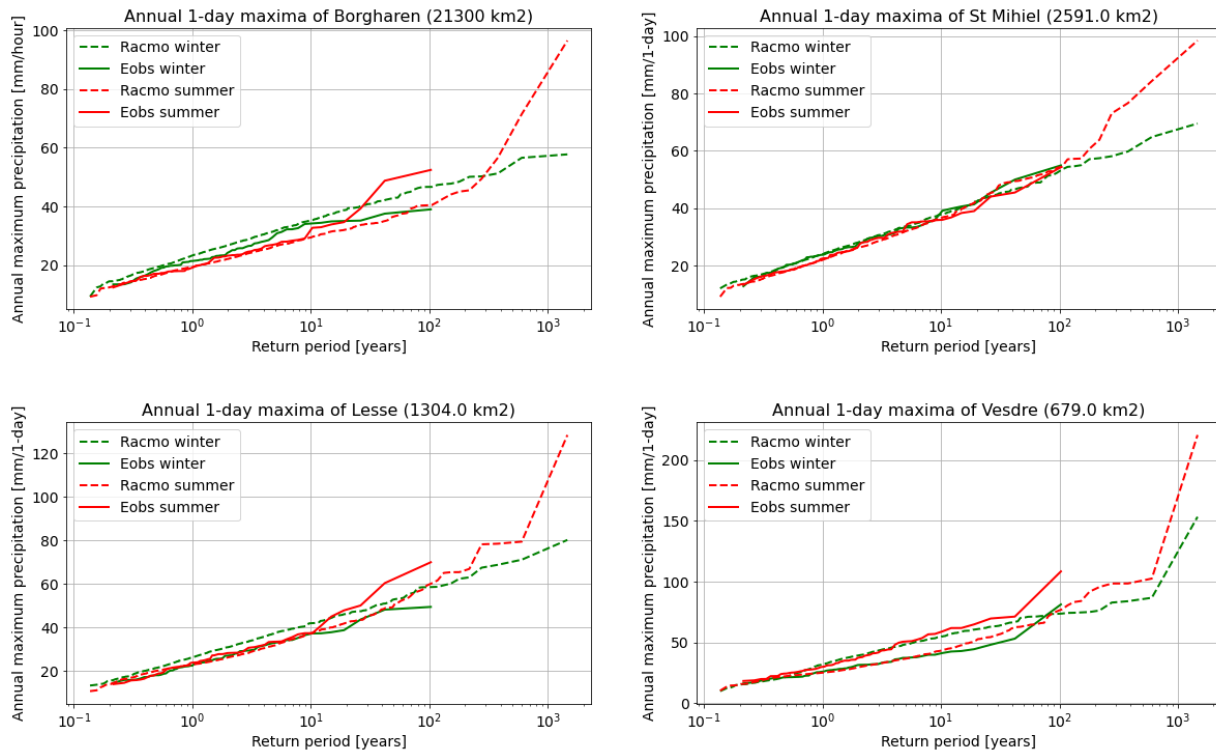 Annual 1-day maxima of Borgharen (21300 km2)
Annual maximum precipitation [mm/hour]
100
80
60
40
20
Racmo winter
Eobs winter
Racmo summer
Eobs summer
10⁻¹ 10⁰ 10¹ 10² 10³
Return period [years]
Annual 1-day maxima of St Mihiel (2591.0 km2)
Annual maximum precipitation [mm/1-day]
100
80
60
40
20
Racmo winter
Eobs winter
Racmo summer
Eobs summer
10⁻¹ 10⁰ 10¹ 10² 10³
Return period [years]
Annual 1-day maxima of Lesse (1304.0 km2)
Annual maximum precipitation [mm/1-day]
120
100
80
60
40
20
Racmo winter
Eobs winter
Racmo summer
Eobs summer
10⁻¹ 10⁰ 10¹ 10² 10³
Return period [years]
Annual 1-day maxima of Vesdre (679.0 km2)
Annual maximum precipitation [mm/1-day]
200
150
100
50
0
Racmo winter
Eobs winter
Racmo summer
Eobs summer
10⁻¹ 10⁰ 10¹ 10² 10³
Return period [years]